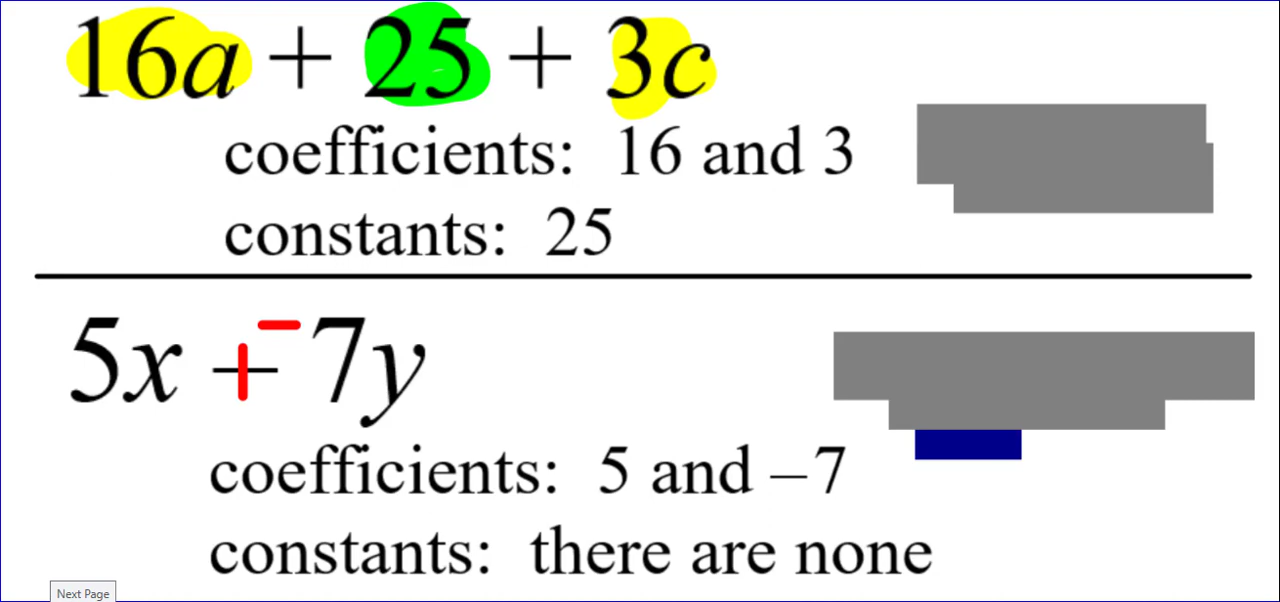 16a + 25 + 3c
coefficients: 16 and 3
constants: 25
5x + −7y
coefficients: 5 and –7
constants: there are none
Next Page